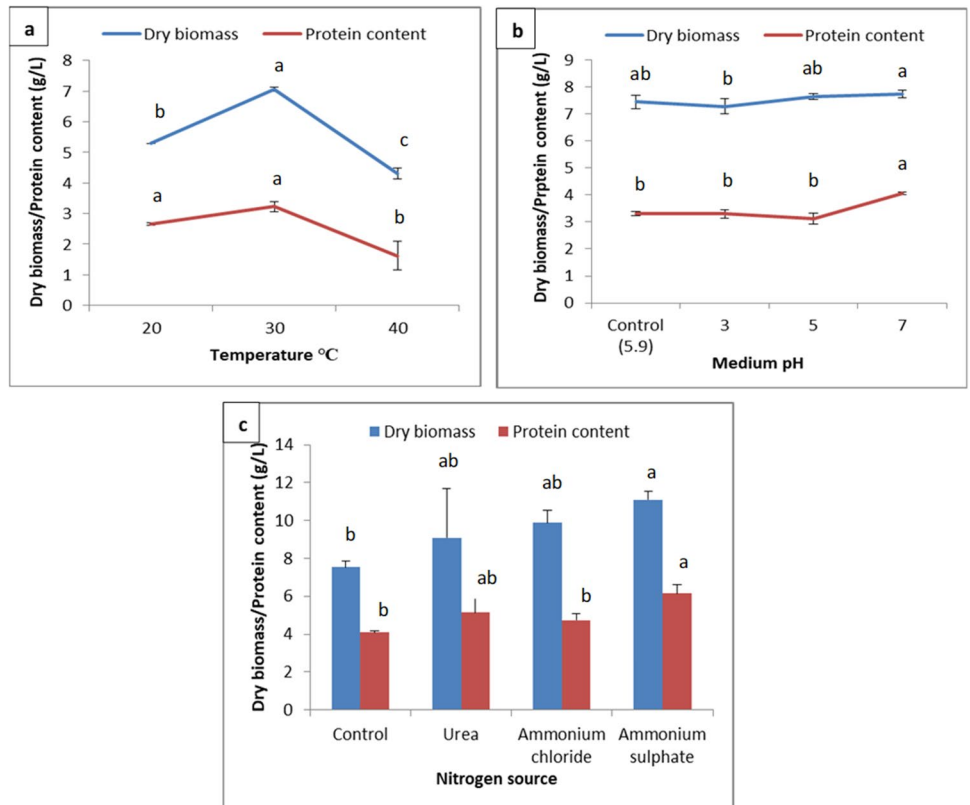 a
Dry biomass Protein content
Dry biomass/Protein content (g/L)
8
7
6
5
4
3
2
1
0
b
a
c
a
a
b
20 30 40
Temperature °C
b
Dry biomass Protein content
Dry biomass/Prptein content (g/L)
9
8
7
6
5
4
3
2
1
0
ab
b
ab
a
b
b
b
a
Control
(5.9)
3 5 7
Medium pH
c
Dry biomass Protein content
Dry biomass/Protein content (g/L)
14
12
10
8
6
4
2
0
b
ab
ab
a
b
ab
b
a
Control Urea Ammonium Ammonium
chloride sulphate
Nitrogen source